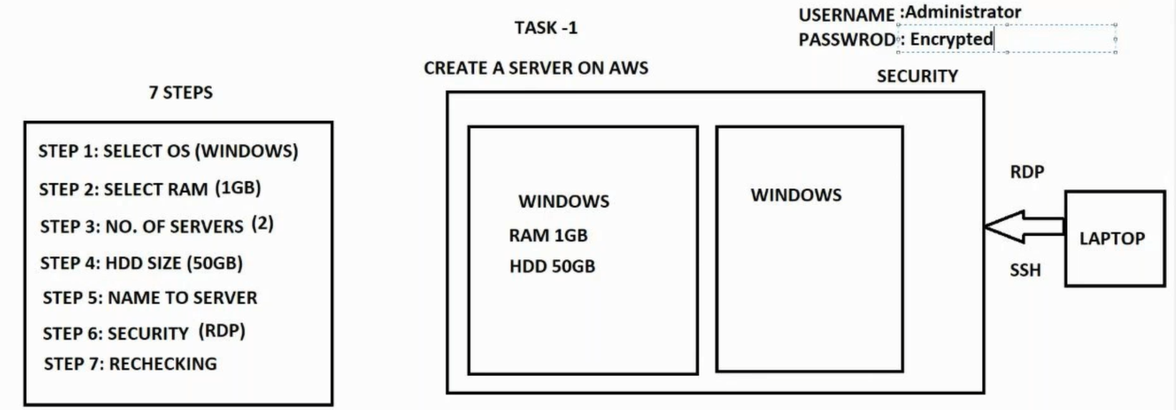 USERNAME :Administrator
PASSWROD : Encrypted
TASK -1
CREATE A SERVER ON AWS
SECURITY
7 STEPS
STEP 1: SELECT OS (WINDOWS)
STEP 2: SELECT RAM (1GB)
STEP 3: NO. OF SERVERS (2)
STEP 4: HDD SIZE (50GB)
STEP 5: NAME TO SERVER
STEP 6: SECURITY (RDP)
STEP 7: RECHECKING
WINDOWS
RAM 1GB
HDD 50GB
WINDOWS
RDP
SSH
LAPTOP